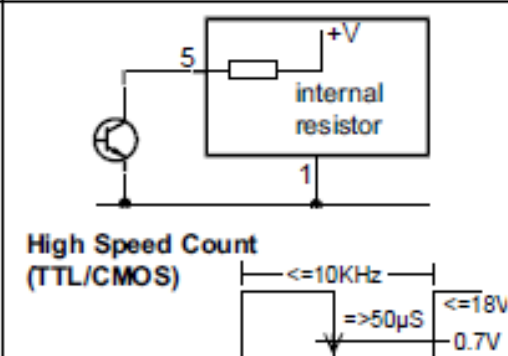 +V
5
internal
resistor
1
High Speed Count
(TTL/CMOS)
<=10KHz
<=18V
=>50µS
0.7V